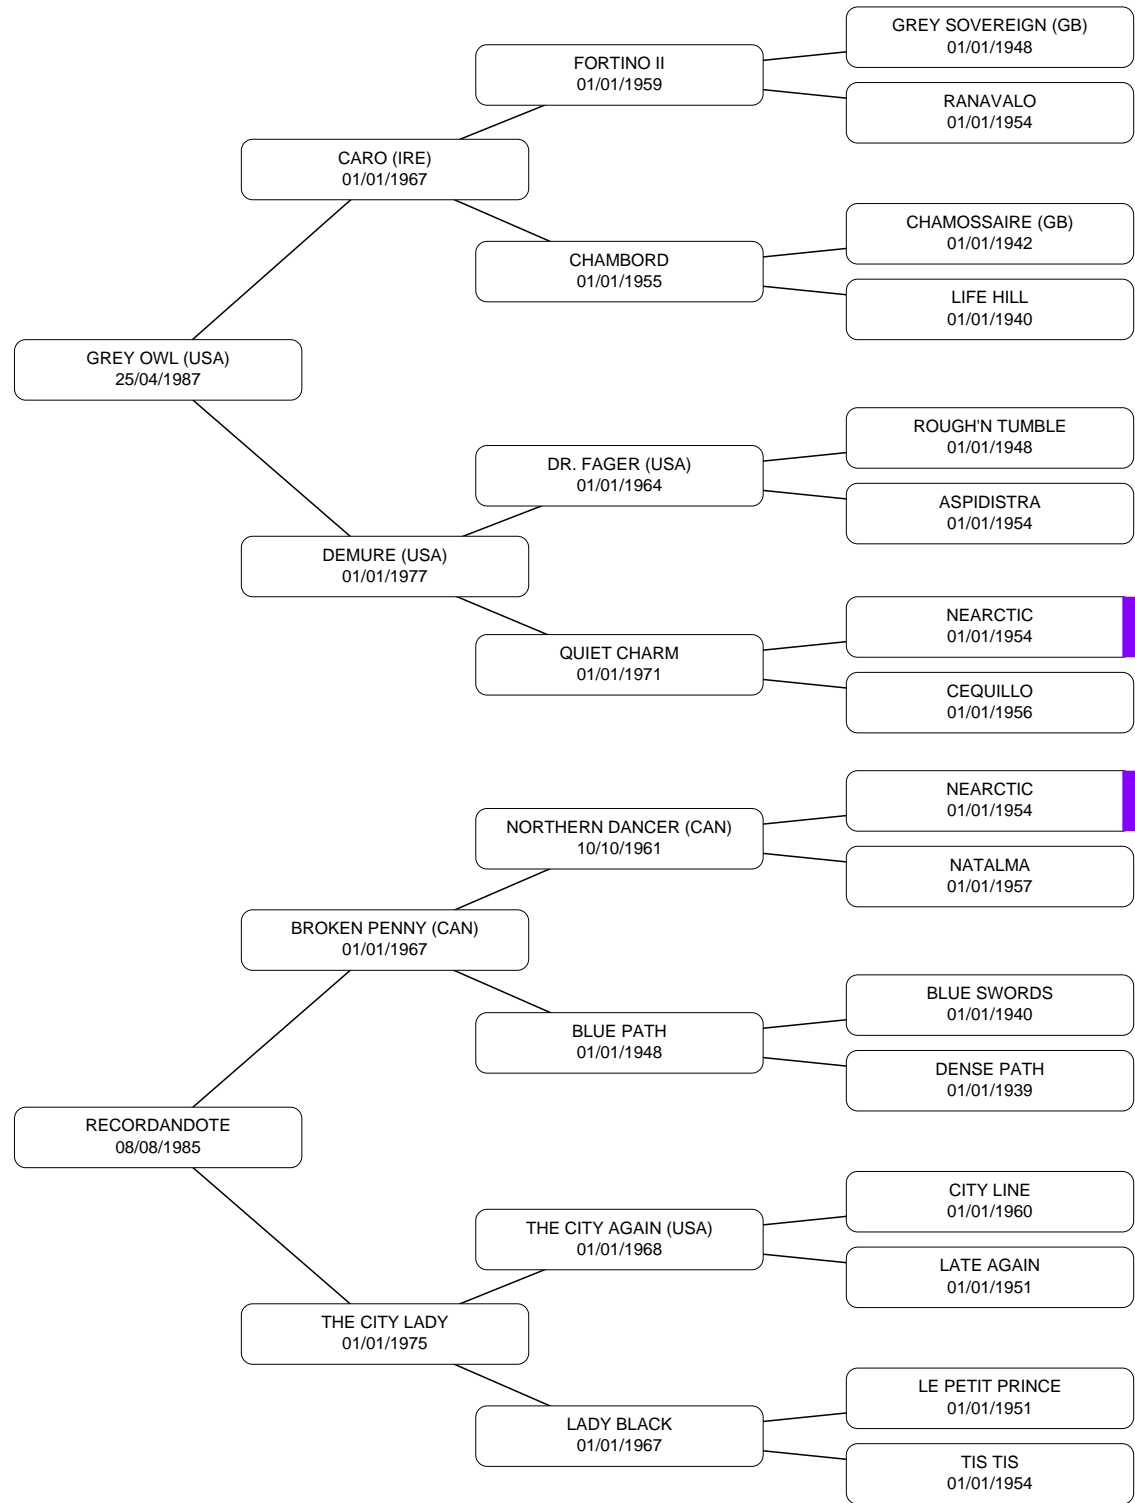 GREY SOVEREIGN (GB)
01/01/1948
FORTINO II
01/01/1959
RANAVALO
01/01/1954
CARO (IRE)
01/01/1967
CHAMOSSAIRE (GB)
01/01/1942
CHAMBORD
01/01/1955
LIFE HILL
01/01/1940
GREY OWL (USA)
25/04/1987
ROUGH'N TUMBLE
01/01/1948
DR. FAGER (USA)
01/01/1964
ASPIDISTRA
01/01/1954
DEMURE (USA)
01/01/1977
NEARCTIC
01/01/1954
QUIET CHARM
01/01/1971
CEQUILLO
01/01/1956
NEARCTIC
01/01/1954
NORTHERN DANCER (CAN)
10/10/1961
NATALMA
01/01/1957
BROKEN PENNY (CAN)
01/01/1967
BLUE SWORDS
01/01/1940
BLUE PATH
01/01/1948
DENSE PATH
01/01/1939
RECORDANDOTE
08/08/1985
CITY LINE
01/01/1960
THE CITY AGAIN (USA)
01/01/1968
LATE AGAIN
01/01/1951
THE CITY LADY
01/01/1975
LE PETIT PRINCE
01/01/1951
LADY BLACK
01/01/1967
TIS TIS
01/01/1954